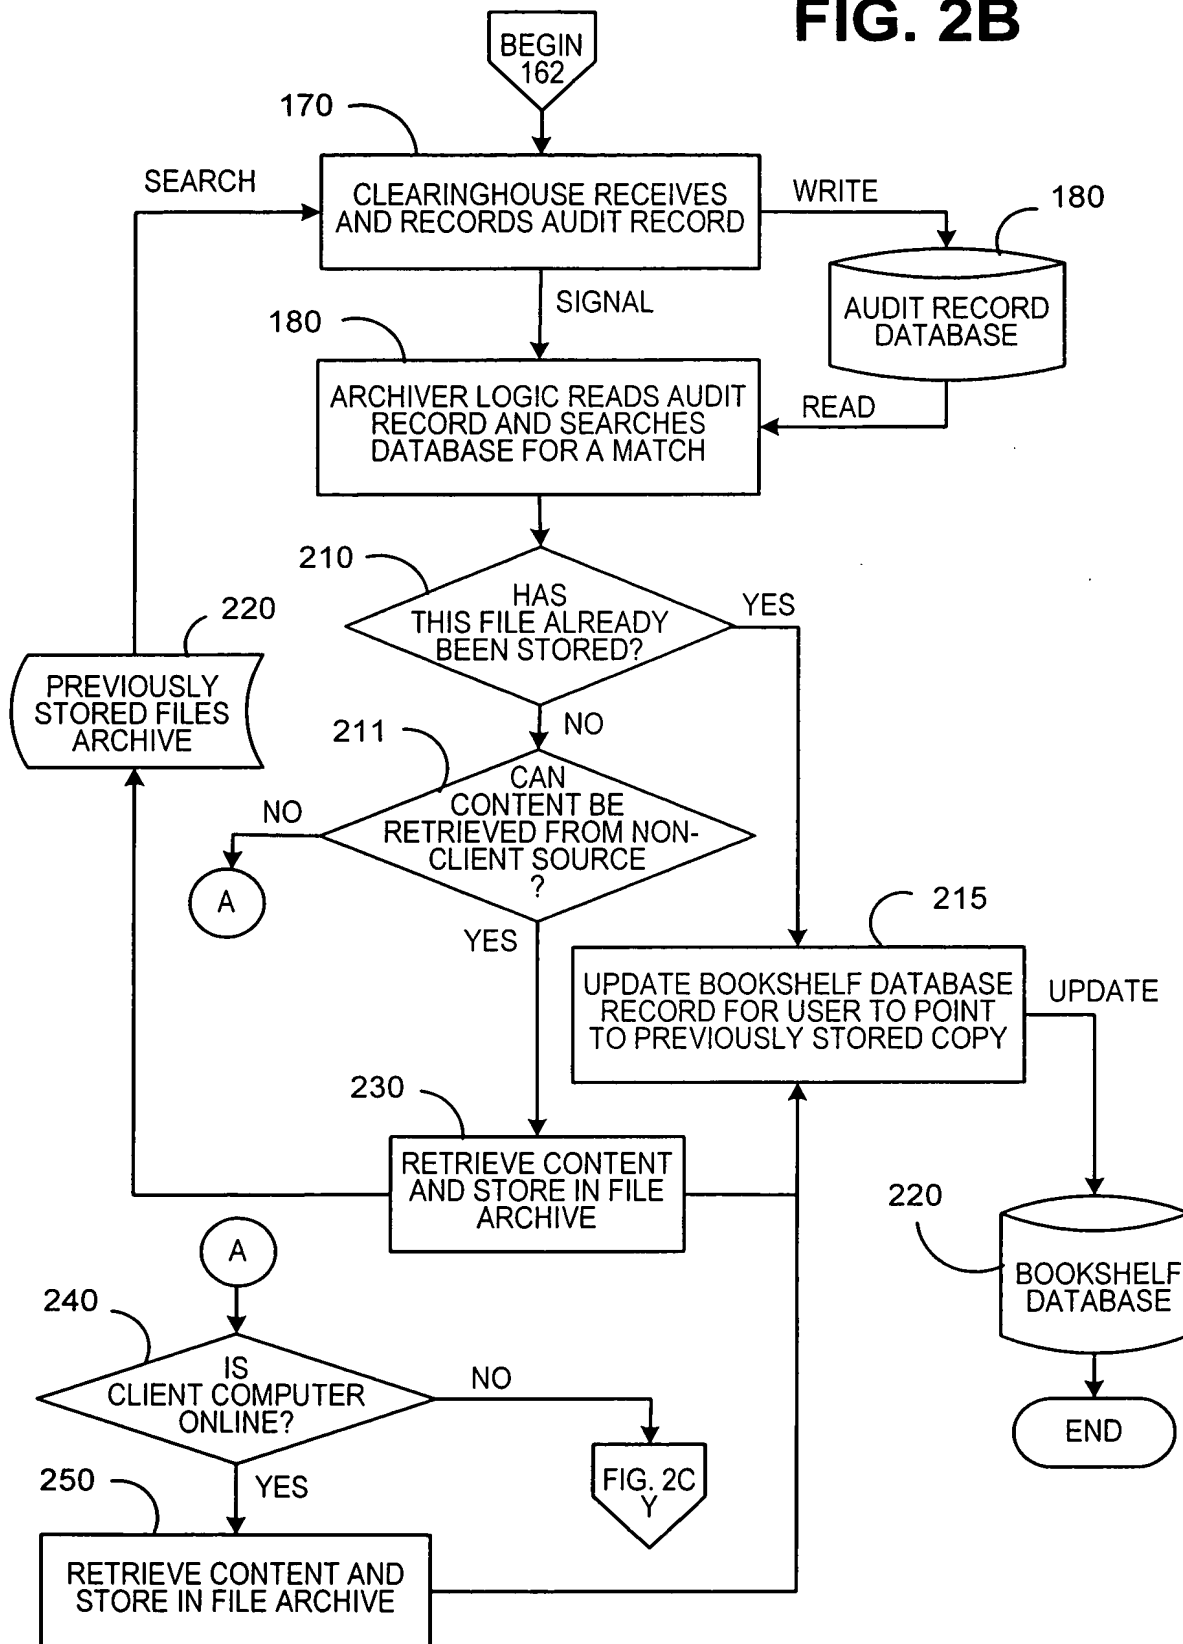 FIG. 2B
BEGIN
162
170
SEARCH
CLEARINGHOUSE RECEIVES
AND RECORDS AUDIT RECORD
WRITE
180
AUDIT RECORD
DATABASE
SIGNAL
180
ARCHIVER LOGIC READS AUDIT
RECORD AND SEARCHES
DATABASE FOR A MATCH
READ
210
HAS
THIS FILE ALREADY
BEEN STORED?
YES
220
PREVIOUSLY
STORED FILES
ARCHIVE
NO
211
CAN
CONTENT BE
RETRIEVED FROM NON-
CLIENT SOURCE
?
NO
A
YES
215
UPDATE BOOKSHELF DATABASE
RECORD FOR USER TO POINT
TO PREVIOUSLY STORED COPY
UPDATE
230
RETRIEVE CONTENT
AND STORE IN FILE
ARCHIVE
220
BOOKSHELF
DATABASE
A
240
IS
CLIENT COMPUTER
ONLINE?
NO
FIG. 2C
Y
END
YES
250
RETRIEVE CONTENT AND
STORE IN FILE ARCHIVE